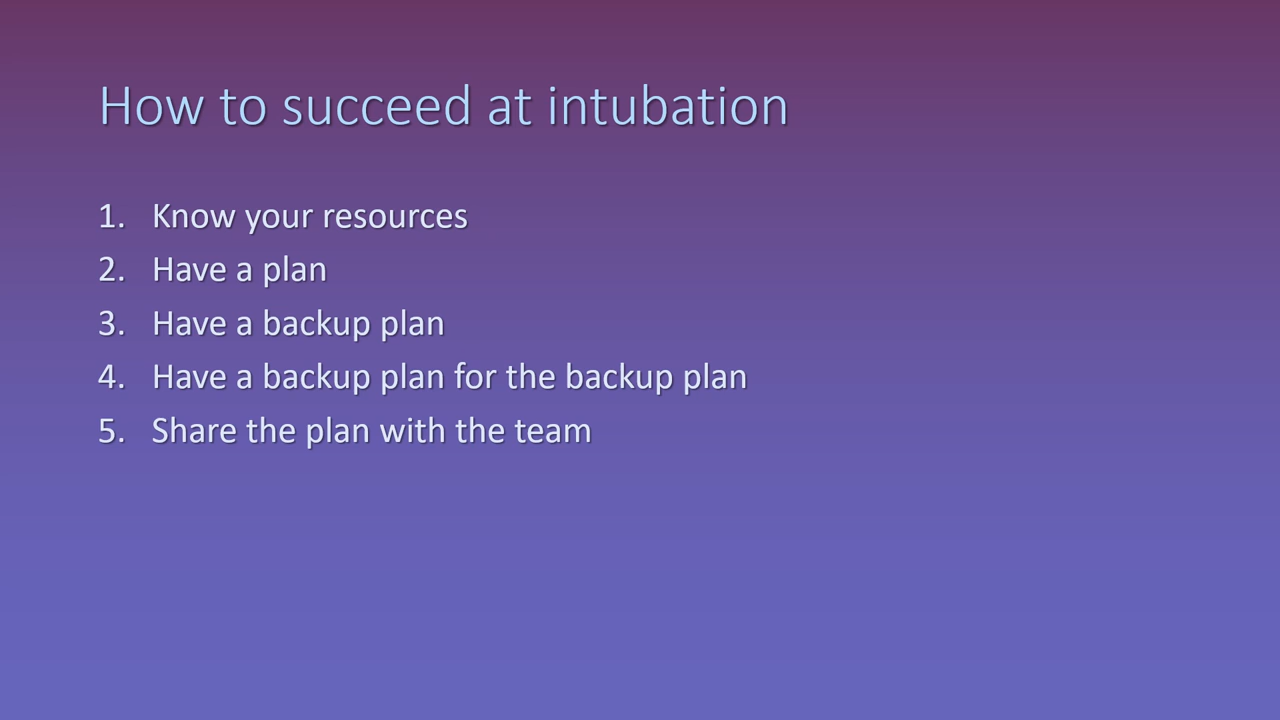 How to succeed at intubation
1. Know your resources
2. Have a plan
3. Have a backup plan
4. Have a backup plan for the backup plan
5. Share the plan with the team